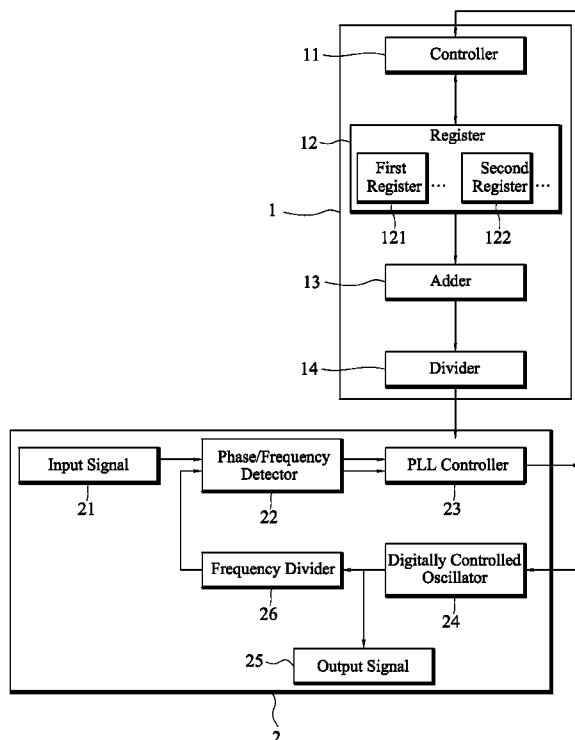 11
Controller
12
Register
First
Register
...
Second
Register
...
1
121
122
13
Adder
14
Divider
Input Signal
Phase/Frequency
Detector
PLL Controller
21
22
23
Frequency Divider
Digitally Controlled
Oscillator
26
24
25
Output Signal
2